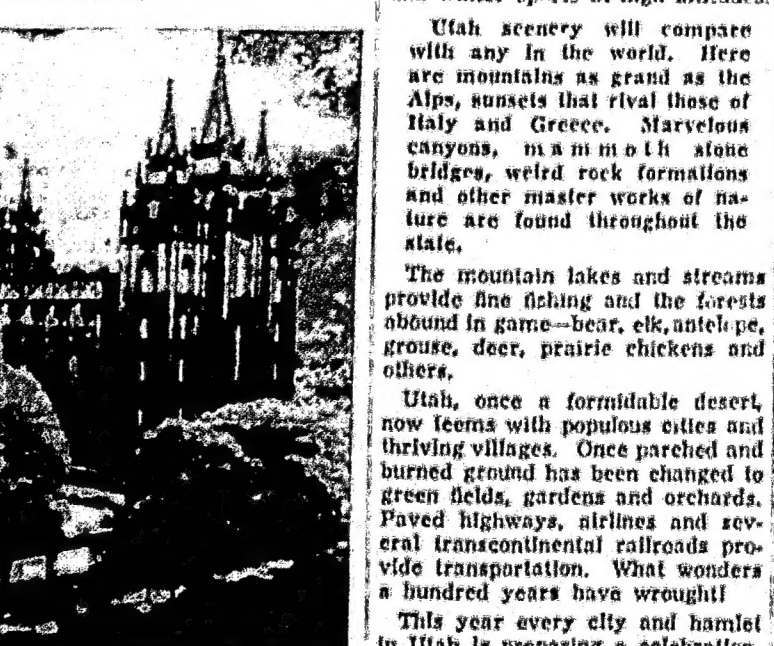 Utah scenery will compare
with any in the world. Here
are mountains as grand as the
Alps, sunsets that rival those of
Italy and Greece. Marvelous
canyons, mammoth stone
bridges, weird rock formations
and other master works of na-
ture are found throughout the
state.
The mountain lakes and streams
provide fine fishing and the forests
abound in game—bear, elk, antelope,
grouse, deer, prairie chickens and
others.
Utah, once a formidable desert,
now teems with populous cities and
thriving villages. Once parched and
burned ground has been changed to
green fields, gardens and orchards.
Paved highways, airlines and sev-
eral transcontinental railroads pro-
vide transportation. What wonders
a hundred years have wrought!
This year every city and hamlet
in Utah is preparing a celebration